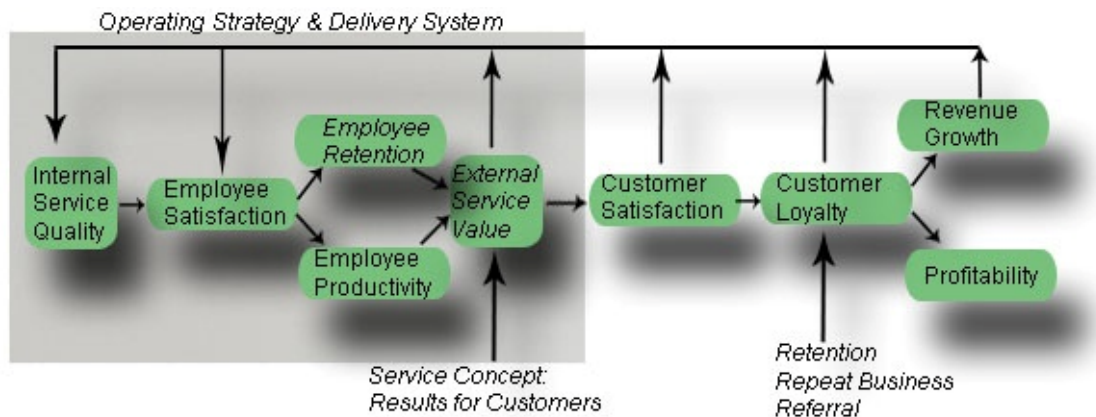 Operating Strategy & Delivery System
Internal
Service
Quality
Employee
Satisfaction
Employee
Retention
Employee
Productivity
External
Service
Value
Customer
Satisfaction
Customer
Loyalty
Revenue
Growth
Profitability
Service Concept:
Results for Customers
Retention
Repeat Business
Referral